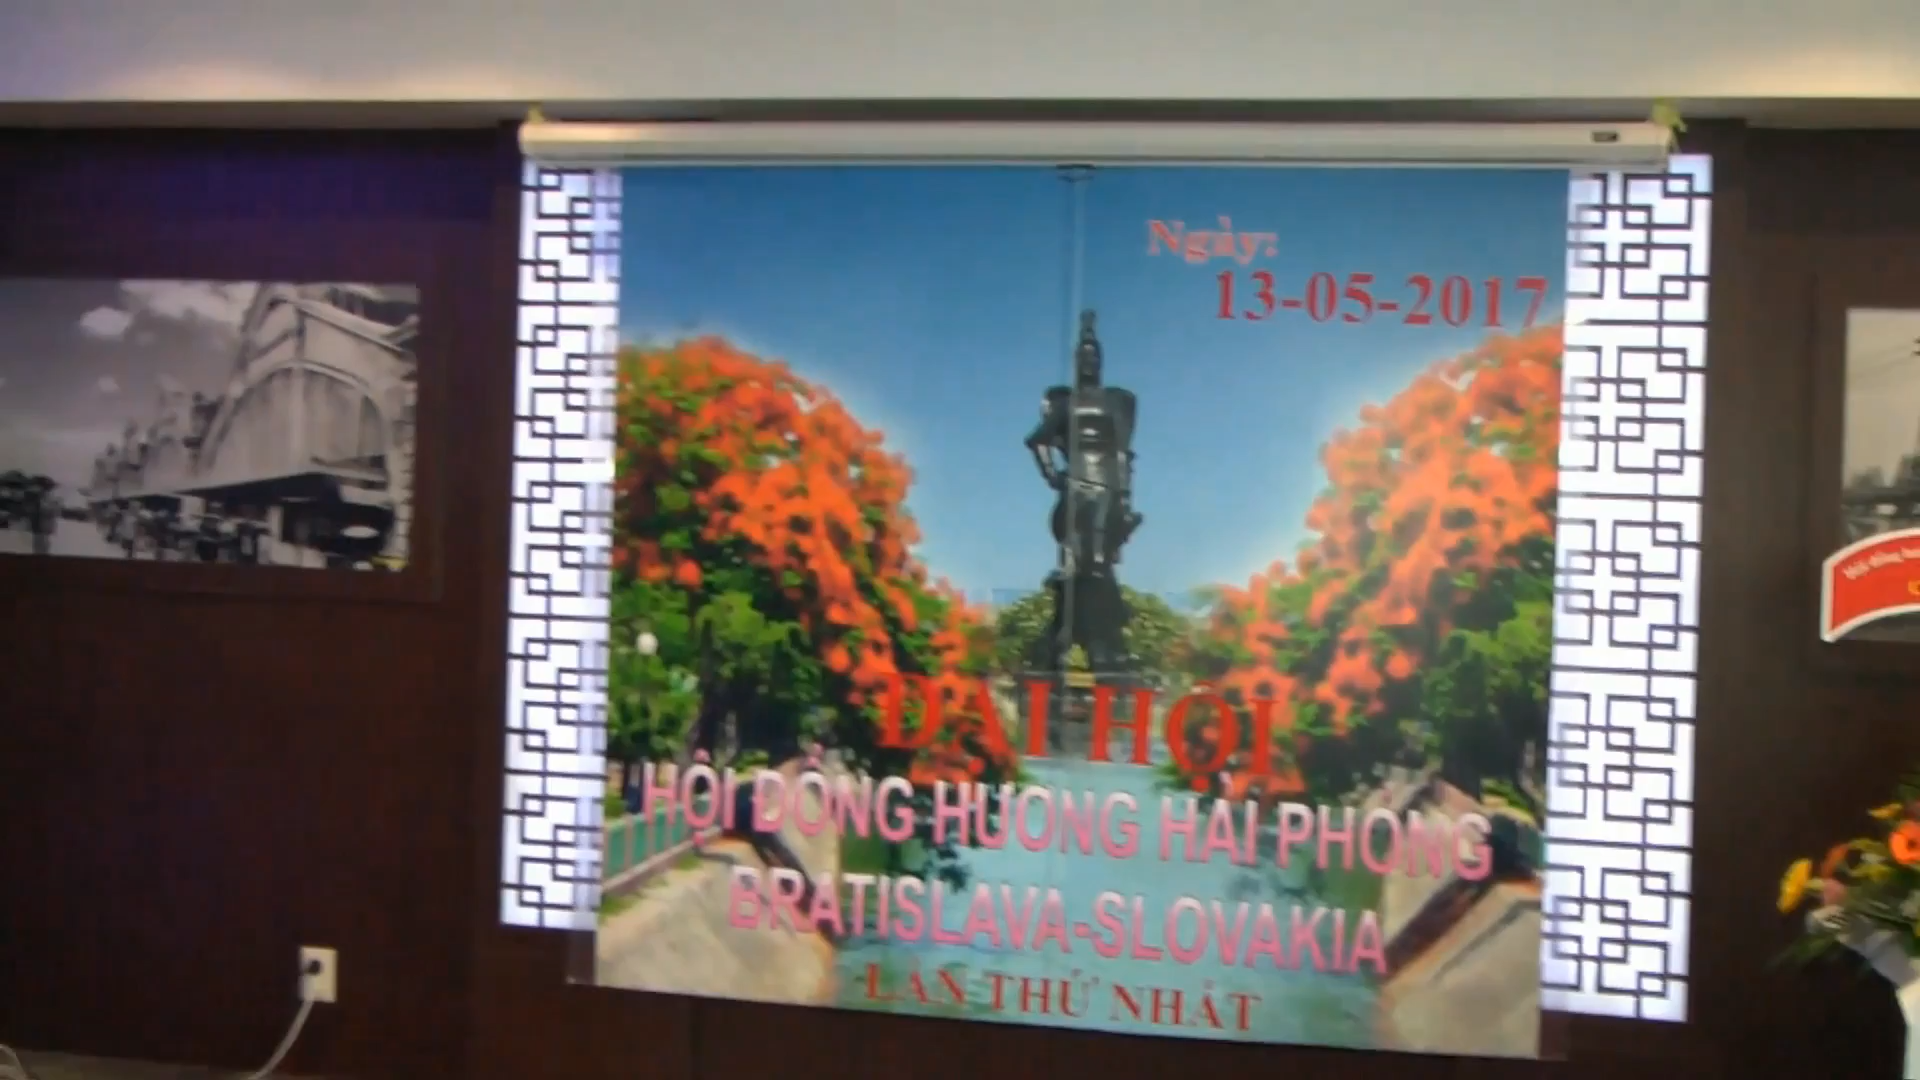 Ngày:
13-05-2017
ĐẠI HỘI
HỘI ĐỒNG HƯƠNG HẢI PHÒNG
BRATISLAVA-SLOVAKIA
LẦN THỨ NHẤT